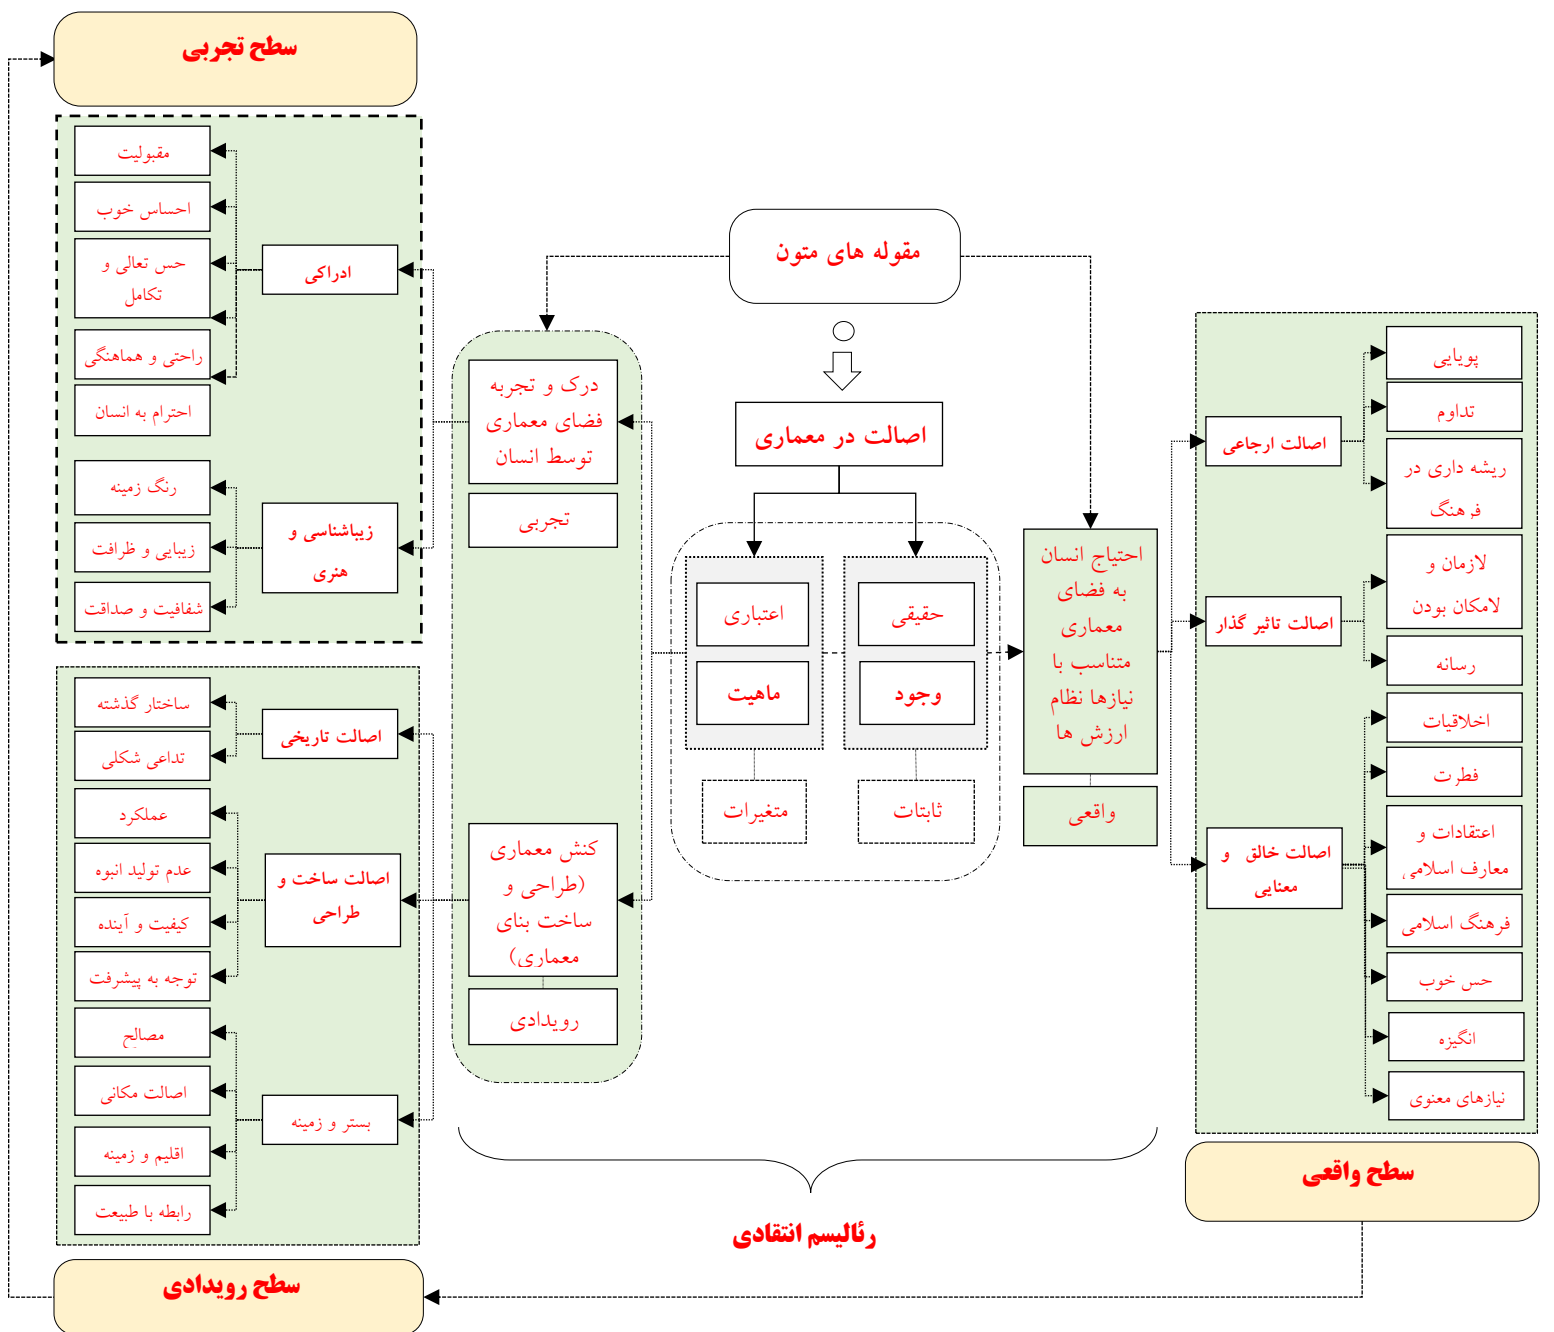 سطح تجربی
مقبولیت
احساس خوب
حس تعالی و
تکامل
راحتی و هماهنگی
احترام به انسان
ادراکی
رنگ زمینه
زیبایی و ظرافت
شفافیت و صداقت
زیباشناسی و
هنری
ساختار گذشته
تداعی شکلی
اصالت تاریخی
عملکرد
عدم تولید انبوه
کیفیت و آینده
توجه به پیشرفت
اصالت ساخت و
طراحی
مصالح
اصالت مکانی
اقلیم و زمینه
رابطه با طبیعت
بستر و زمینه
سطح رویدادی
درک و تجربه
فضای معماری
توسط انسان
تجربی
کنش معماری
(طراحی و
ساخت بنای
معماری)
رویدادی
مقوله های متون
اصالت در معماری
اعتباری
ماهیت
متغیرات
حقیقی
وجود
ثابتات
رئالیسم انتقادی
احتیاج انسان
به فضای
معماری
متناسب با
نیازها نظام
ارزش ها
واقعی
اصالت ارجاعی
پویایی
تداوم
ریشه داری در
فرهنگ
اصالت تاثیر گذار
لازمان و
لامکان بودن
رسانه
اصالت خالق و
معنایی
اخلاقیات
فطرت
اعتقادات و
معارف اسلامی
فرهنگ اسلامی
حس خوب
انگیزه
نیازهای معنوی
سطح واقعی